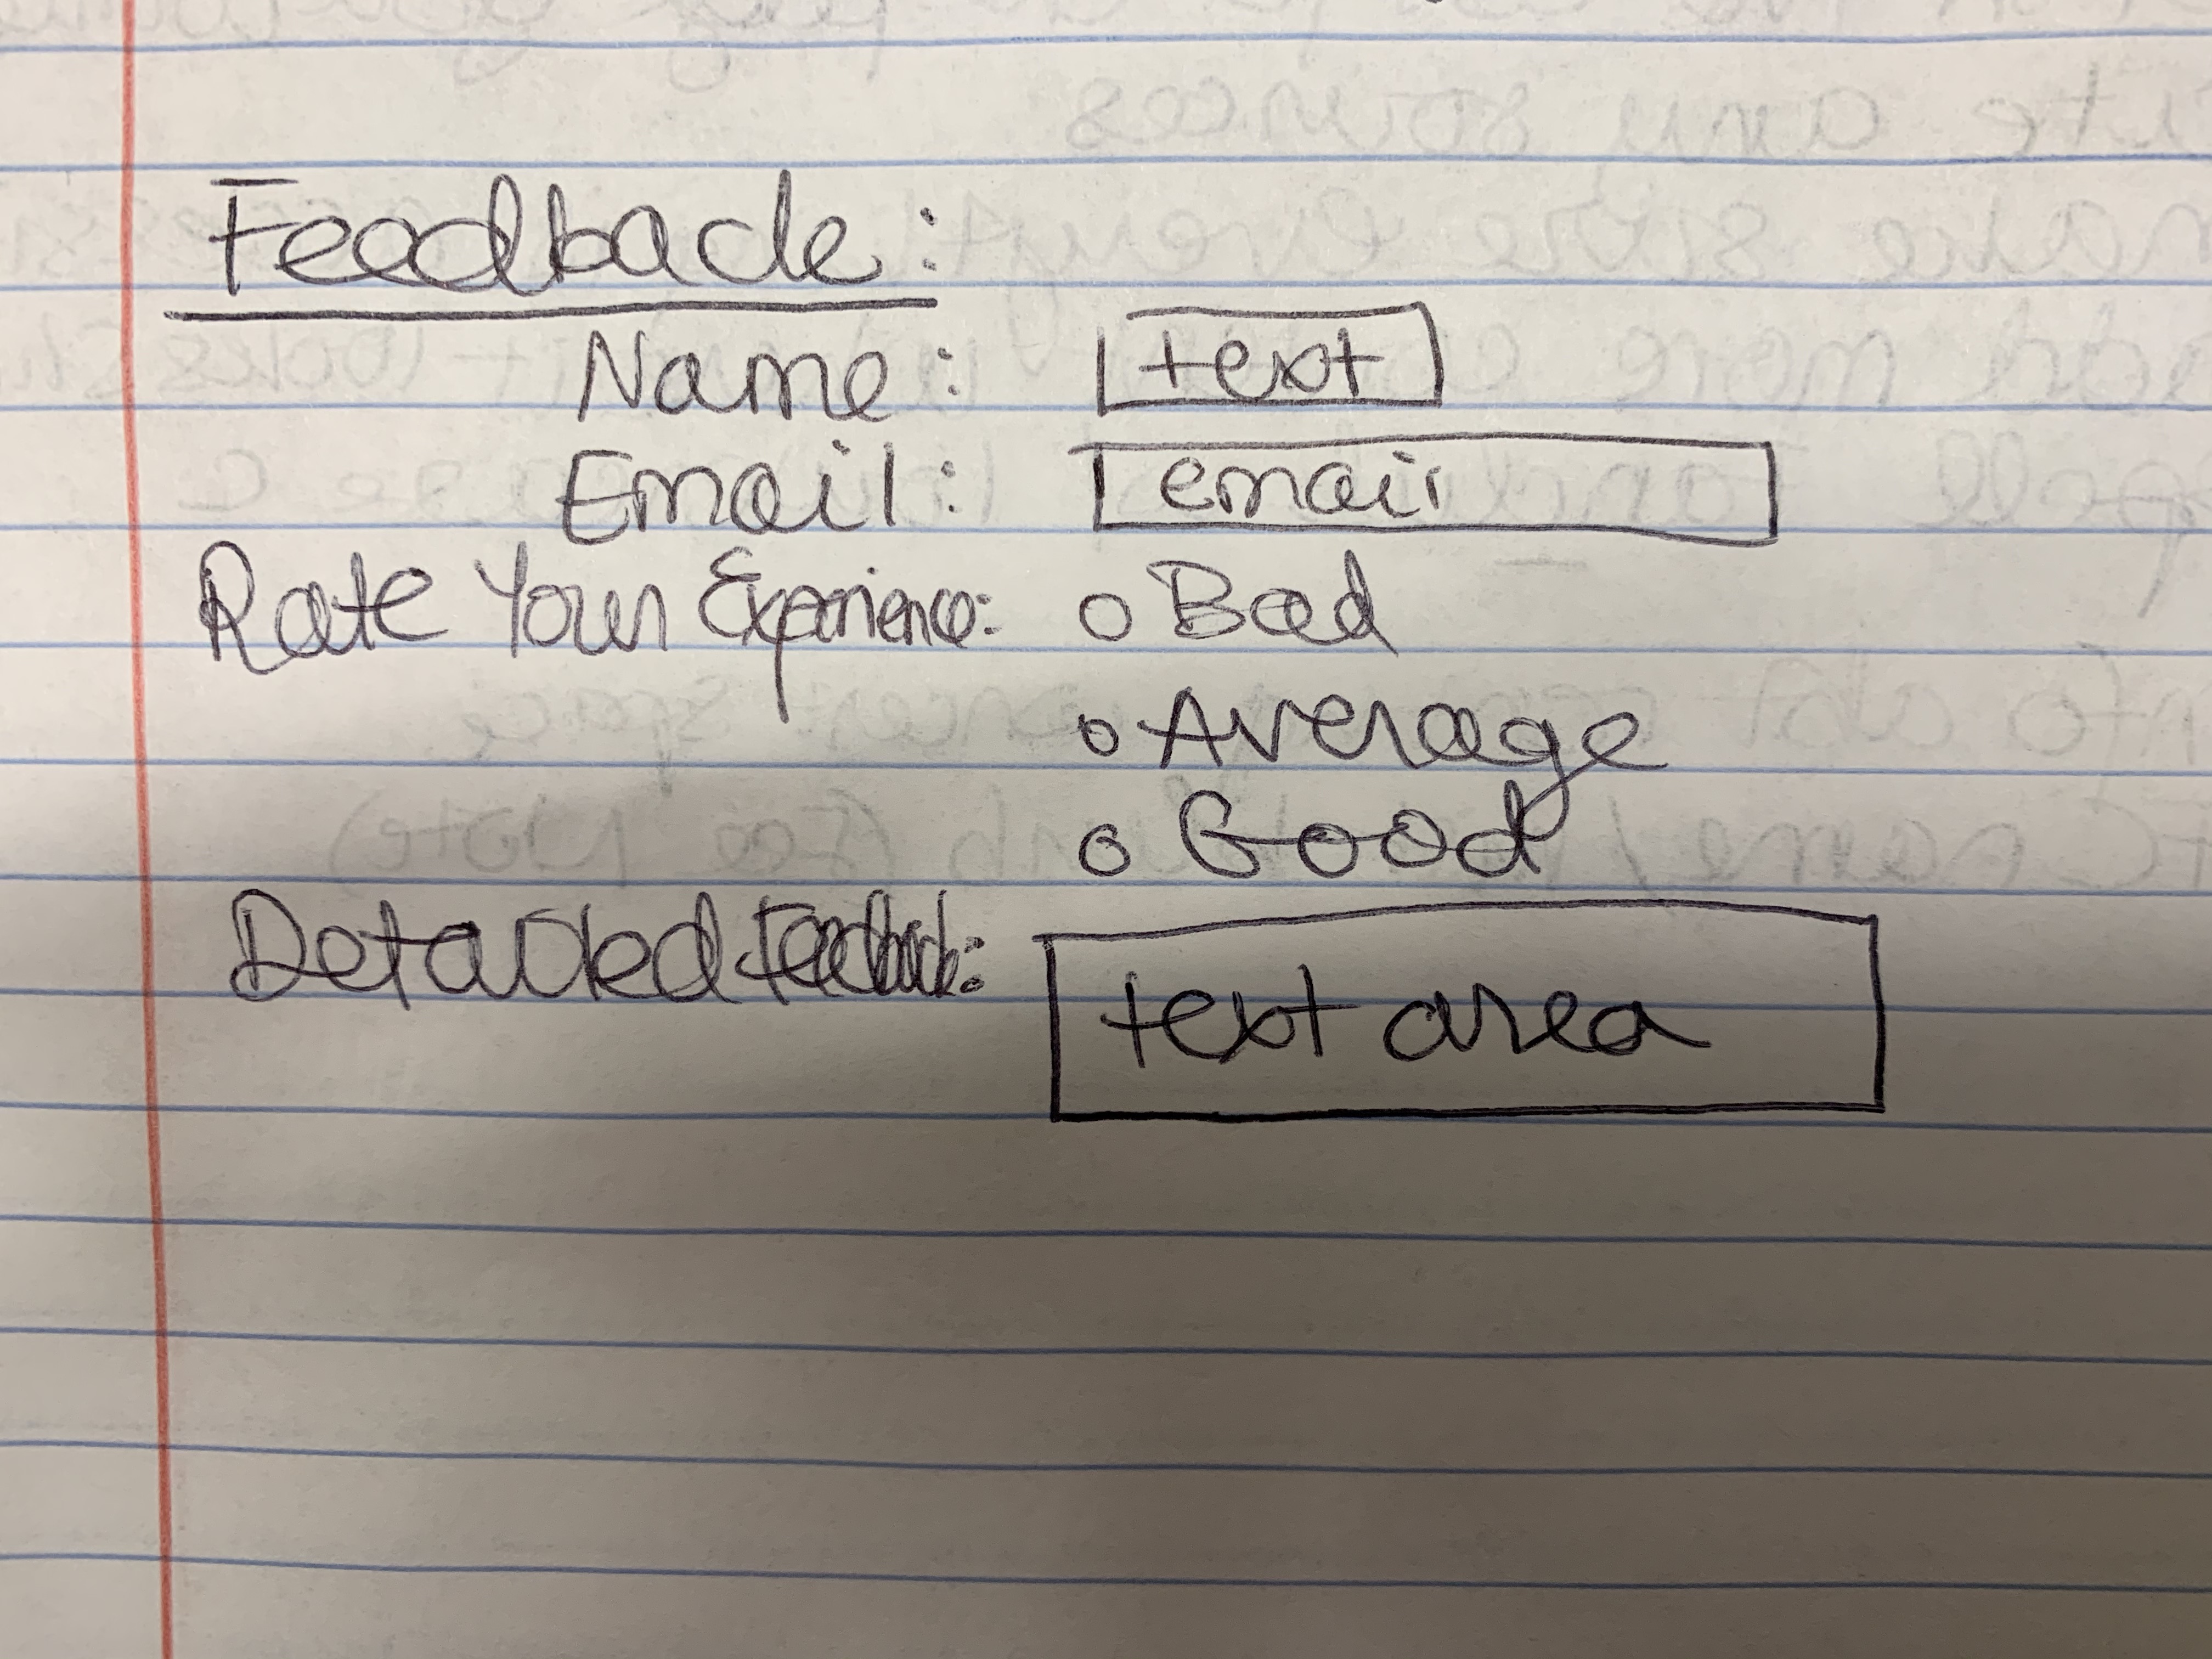 Feedback:
Name: text
Email: email
Rate Your Experience: Bad
Average
Good
Detailed Feedback:
text area